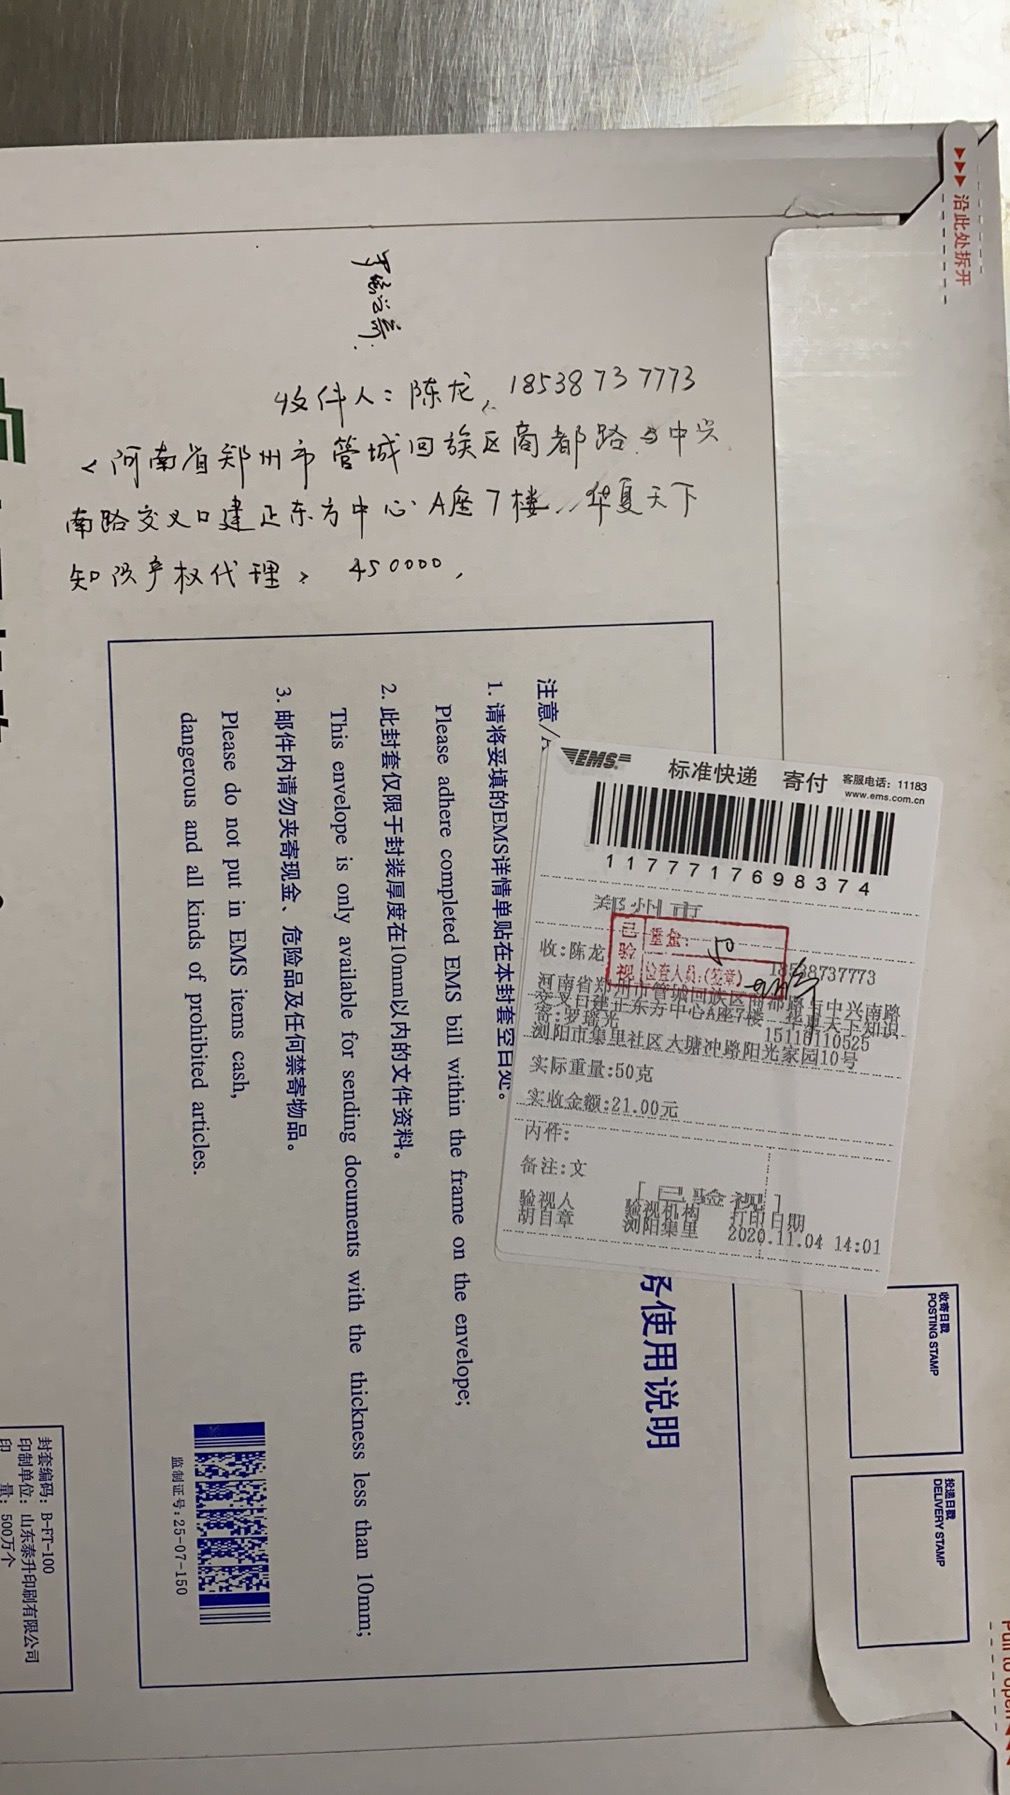 沿此处拆开
收件人：陈龙，18538737773
<河南省郑州市管城回族区商都路与中兴
南路交叉口建正东方中心A座7楼，华夏天下
知识产权代理> 450000，
EMS
标准快递 寄付
客服电话：11183
www.ems.com.cn
1177717698374
郑州市
已验视
重量：50
检查人员：(签章)
收：陈龙 18538737773
河南省郑州市管城回族区商都路与中兴南路
交叉口建正东方中心A座7楼 华夏天下知识
寄：罗瑶光 15116110525
浏阳市集里社区大塘冲路阳光家园10号
实际重量：50克
实收金额：21.00元
内件：
备注：文
[已验视]
验视人 验视机构 打印日期
胡自章 浏阳集里 2020.11.04 14:01
务使用说明
注意/
1. 请将妥填的EMS详情单贴在本封套空白处。
Please adhere completed EMS bill within the frame on the envelope;
2. 此封套仅限于封装厚度在10mm以内的文件资料。
This envelope is only available for sending documents with the thickness less than 10mm;
3. 邮件内请勿夹寄现金、危险品及任何禁寄物品。
Please do not put in EMS items cash,
dangerous and all kinds of prohibited articles.
监制证号：25-07-150
收寄日戳
POSTING STAMP
投递日戳
DELIVERY STAMP
封套编码：B-FT-100
印制单位：山东泰升印刷有限公司
印 量：500万个
Pull to open